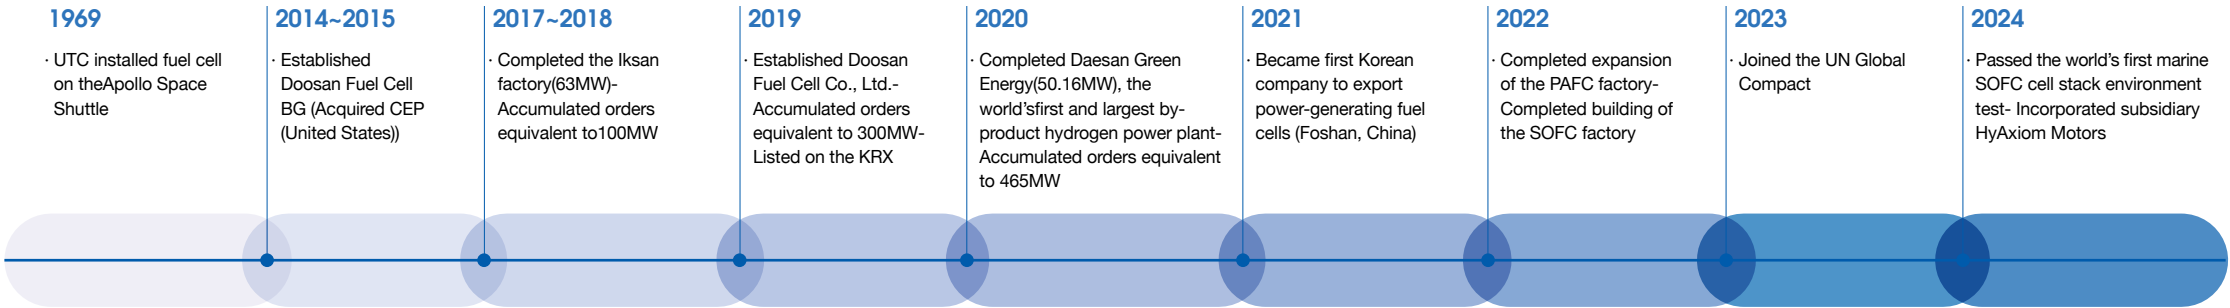 1969
· UTC installed fuel cell
on theApollo Space
Shuttle
2014~2015
· Established
Doosan Fuel Cell
BG (Acquired CEP
(United States))
2017~2018
· Completed the Iksan
factory(63MW)-
Accumulated orders
equivalent to100MW
2019
· Established Doosan
Fuel Cell Co., Ltd.-
Accumulated orders
equivalent to 300MW-
Listed on the KRX
2020
· Completed Daesan Green
Energy(50.16MW), the
world'sfirst and largest by-
product hydrogen power plant-
Accumulated orders equivalent
to 465MW
2021
· Became first Korean
company to export
power-generating fuel
cells (Foshan, China)
2022
· Completed expansion
of the PAFC factory-
Completed building of
the SOFC factory
2023
· Joined the UN Global
Compact
2024
· Passed the world's first marine
SOFC cell stack environment
test- Incorporated subsidiary
HyAxiom Motors